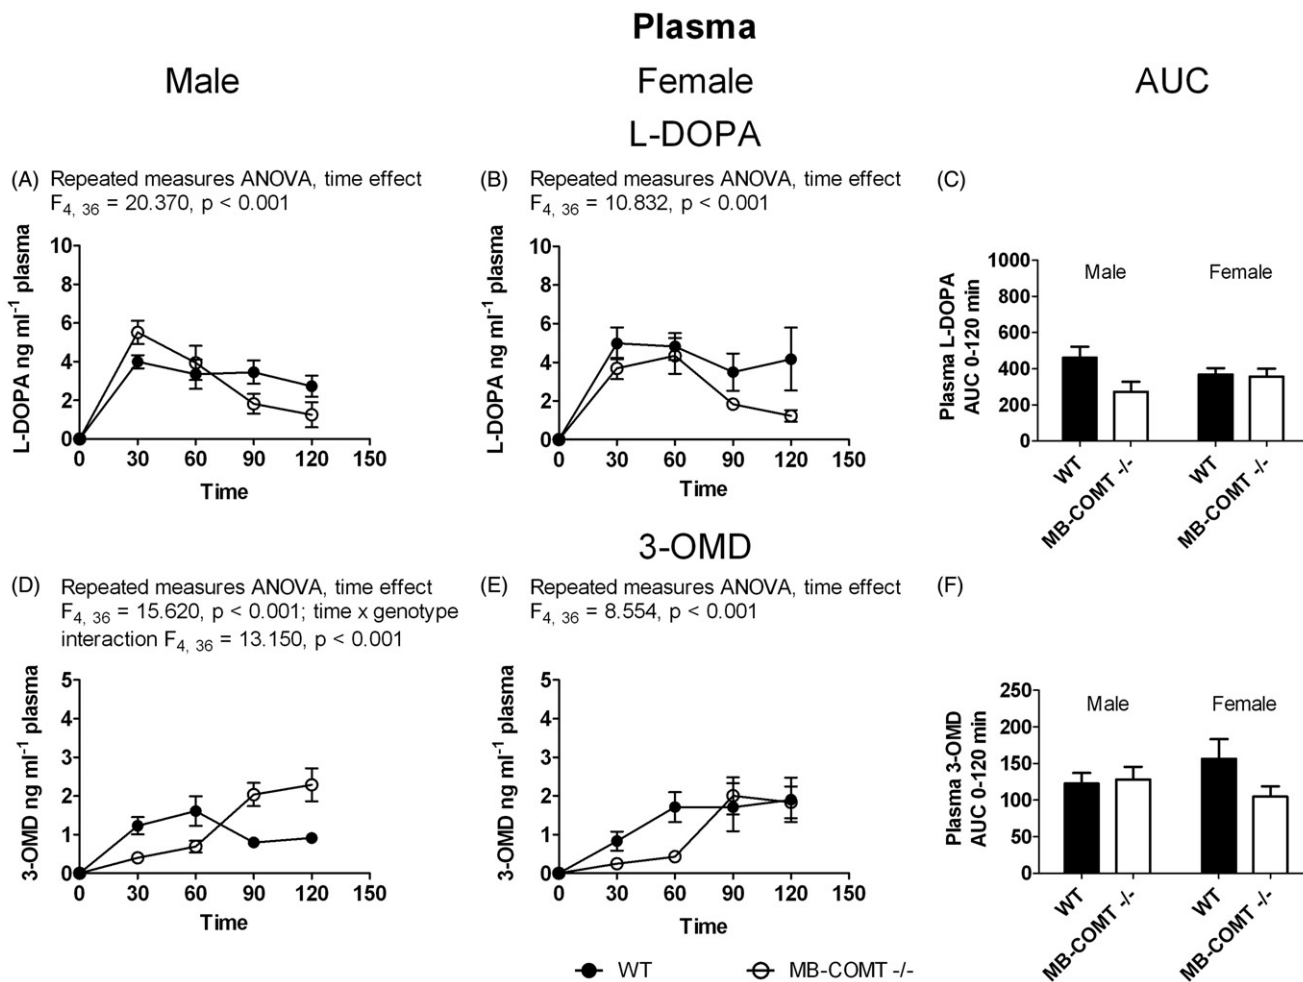 Plasma
Male
Female
AUC
L-DOPA
(A) Repeated measures ANOVA, time effect
F4, 36 = 20.370, p < 0.001
L-DOPA ng ml-1 plasma
10
8
6
4
2
0
0 30 60 90 120 150
Time
(B) Repeated measures ANOVA, time effect
F4, 36 = 10.832, p < 0.001
L-DOPA ng ml-1 plasma
10
8
6
4
2
0
0 30 60 90 120 150
Time
(C)
Plasma L-DOPA
AUC 0-120 min
1000
800
600
400
200
0
Male Female
WT
MB-COMT -/-
WT
MB-COMT -/-
3-OMD
(D) Repeated measures ANOVA, time effect
F4, 36 = 15.620, p < 0.001; time x genotype
interaction F4, 36 = 13.150, p < 0.001
3-OMD ng ml-1 plasma
5
4
3
2
1
0
0 30 60 90 120 150
Time
(E) Repeated measures ANOVA, time effect
F4, 36 = 8.554, p < 0.001
3-OMD ng ml-1 plasma
5
4
3
2
1
0
0 30 60 90 120 150
Time
(F)
Plasma 3-OMD
AUC 0-120 min
250
200
150
100
50
0
Male Female
WT
MB-COMT -/-
WT
MB-COMT -/-
WT MB-COMT -/-